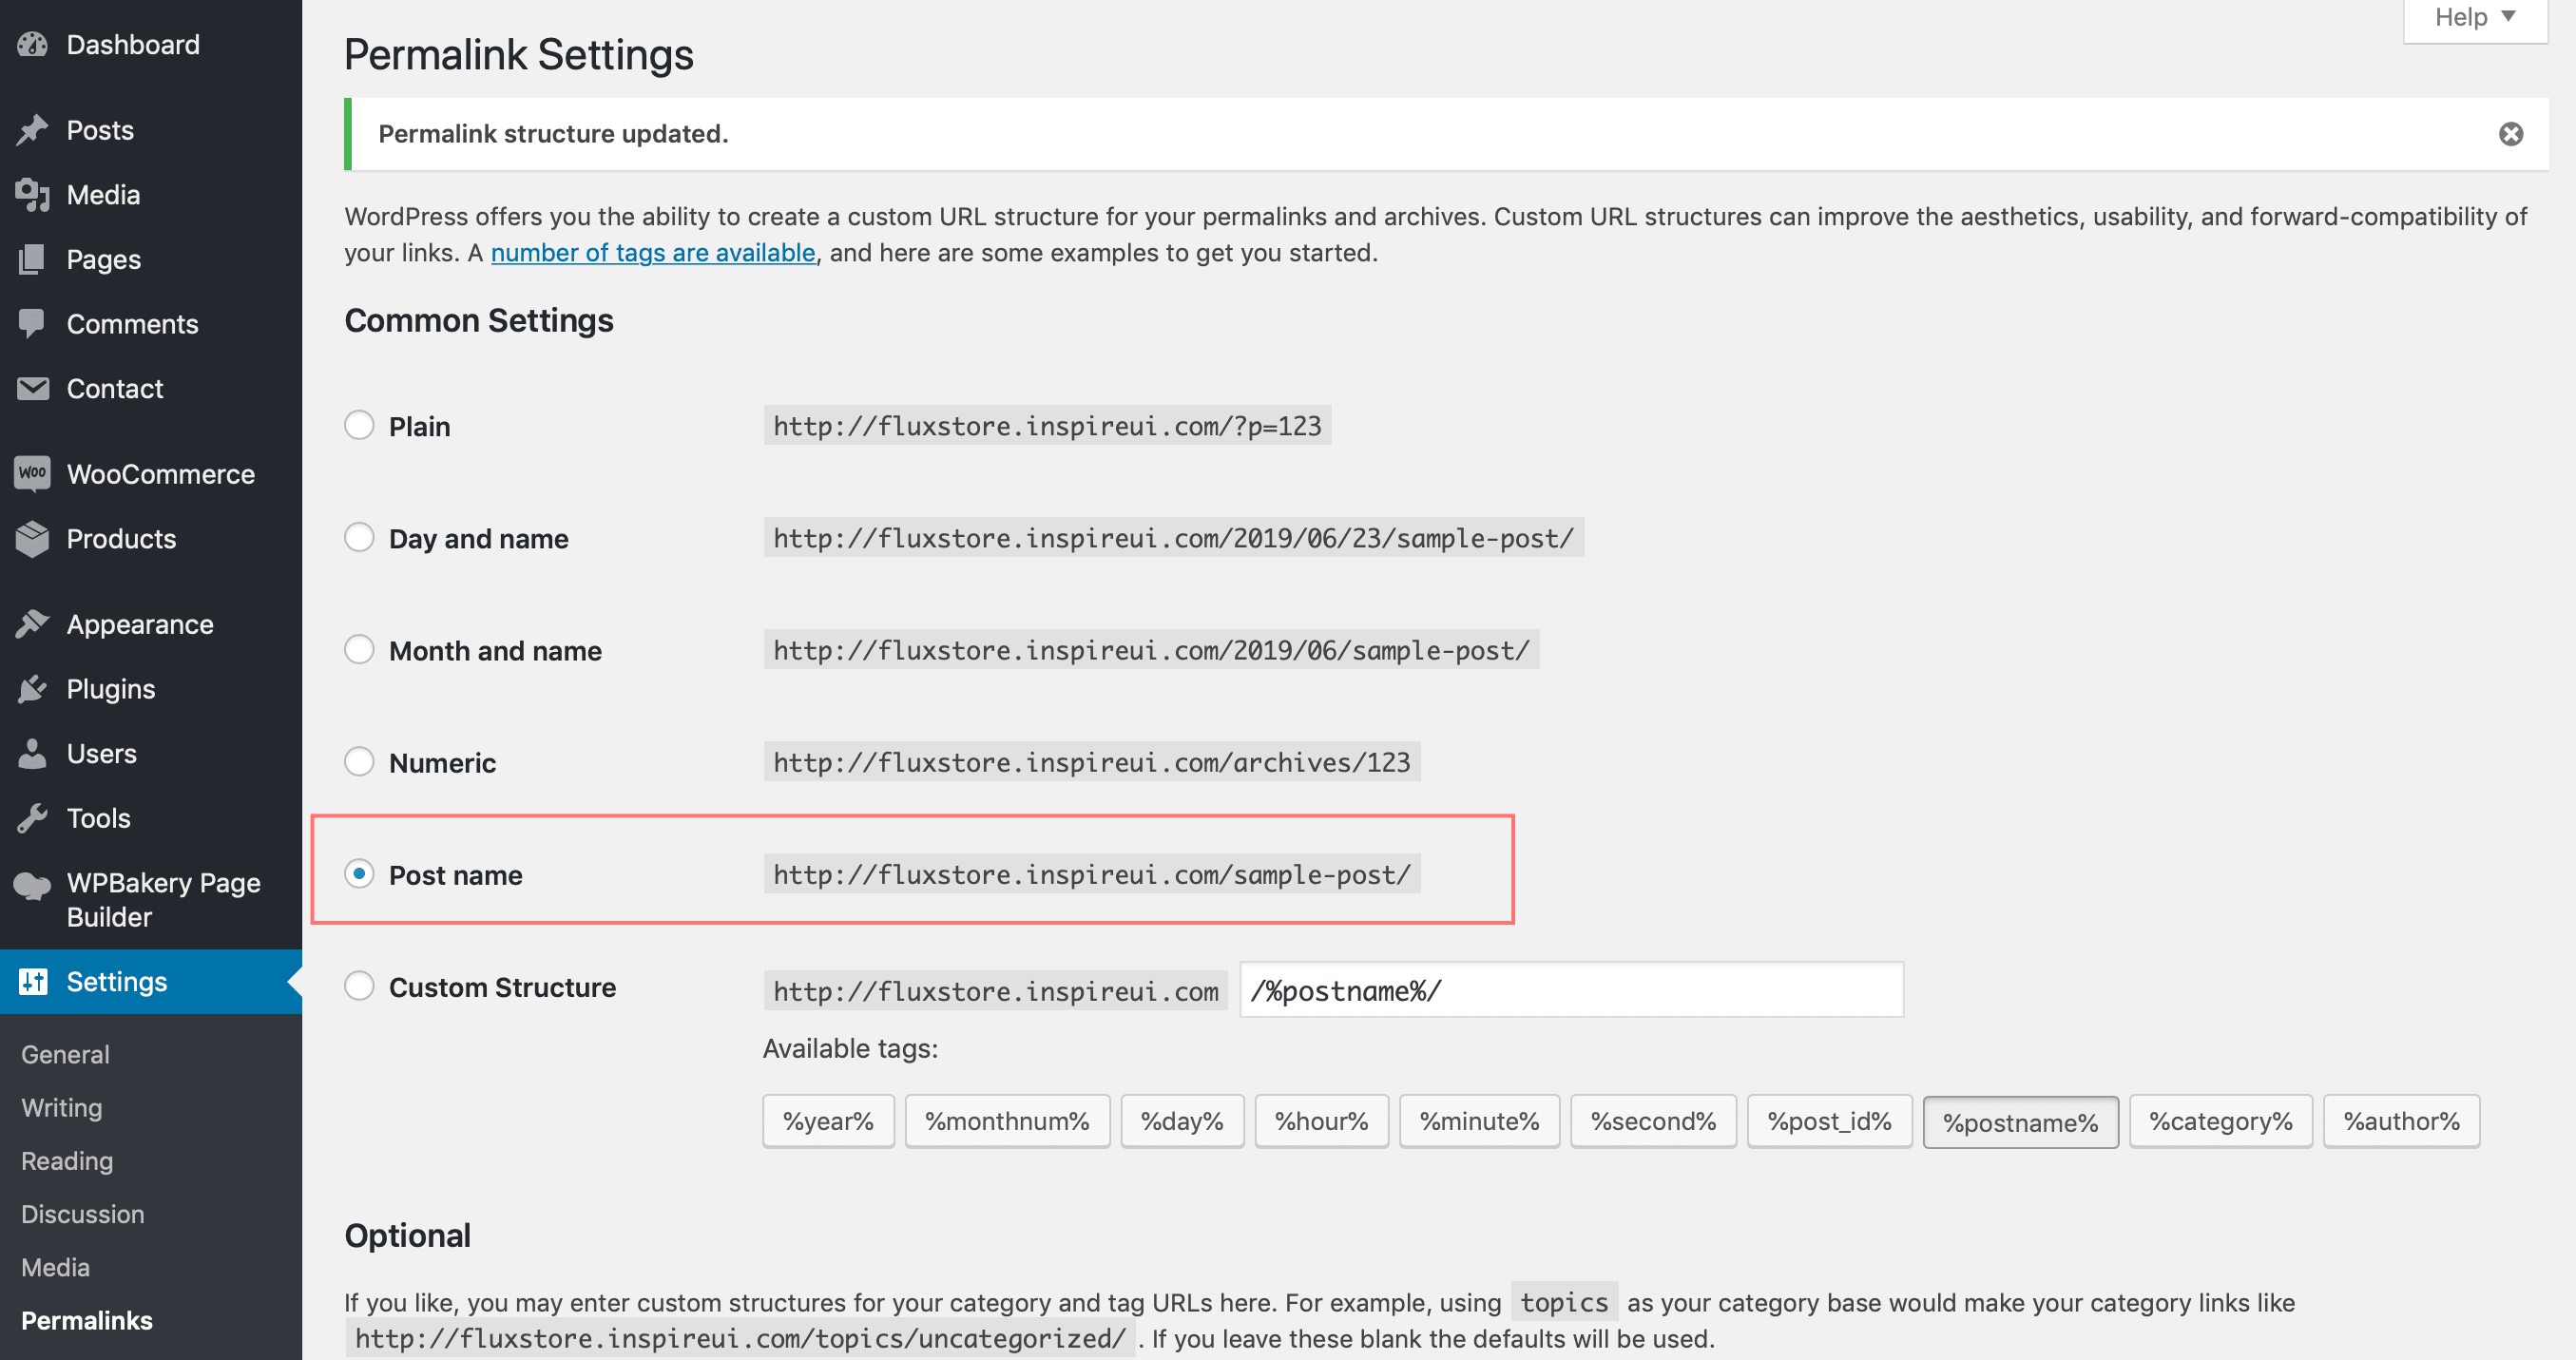 Dashboard
Posts
Media
Pages
Comments
Contact
Woo WooCommerce
Products
Appearance
Plugins
Users
Tools
WPBakery Page
Builder
Settings
General
Writing
Reading
Discussion
Media
Permalinks
Help
Permalink Settings
Permalink structure updated.
WordPress offers you the ability to create a custom URL structure for your permalinks and archives. Custom URL structures can improve the aesthetics, usability, and forward-compatibility of
your links. A number of tags are available, and here are some examples to get you started.
Common Settings
Plain http://fluxstore.inspireui.com/?p=123
Day and name http://fluxstore.inspireui.com/2019/06/23/sample-post/
Month and name http://fluxstore.inspireui.com/2019/06/sample-post/
Numeric http://fluxstore.inspireui.com/archives/123
Post name http://fluxstore.inspireui.com/sample-post/
Custom Structure http://fluxstore.inspireui.com /%postname%/
Available tags:
%year% %monthnum% %day% %hour% %minute% %second% %post_id% %postname% %category% %author%
Optional
If you like, you may enter custom structures for your category and tag URLs here. For example, using topics as your category base would make your category links like
http://fluxstore.inspireui.com/topics/uncategorized/ . If you leave these blank the defaults will be used.